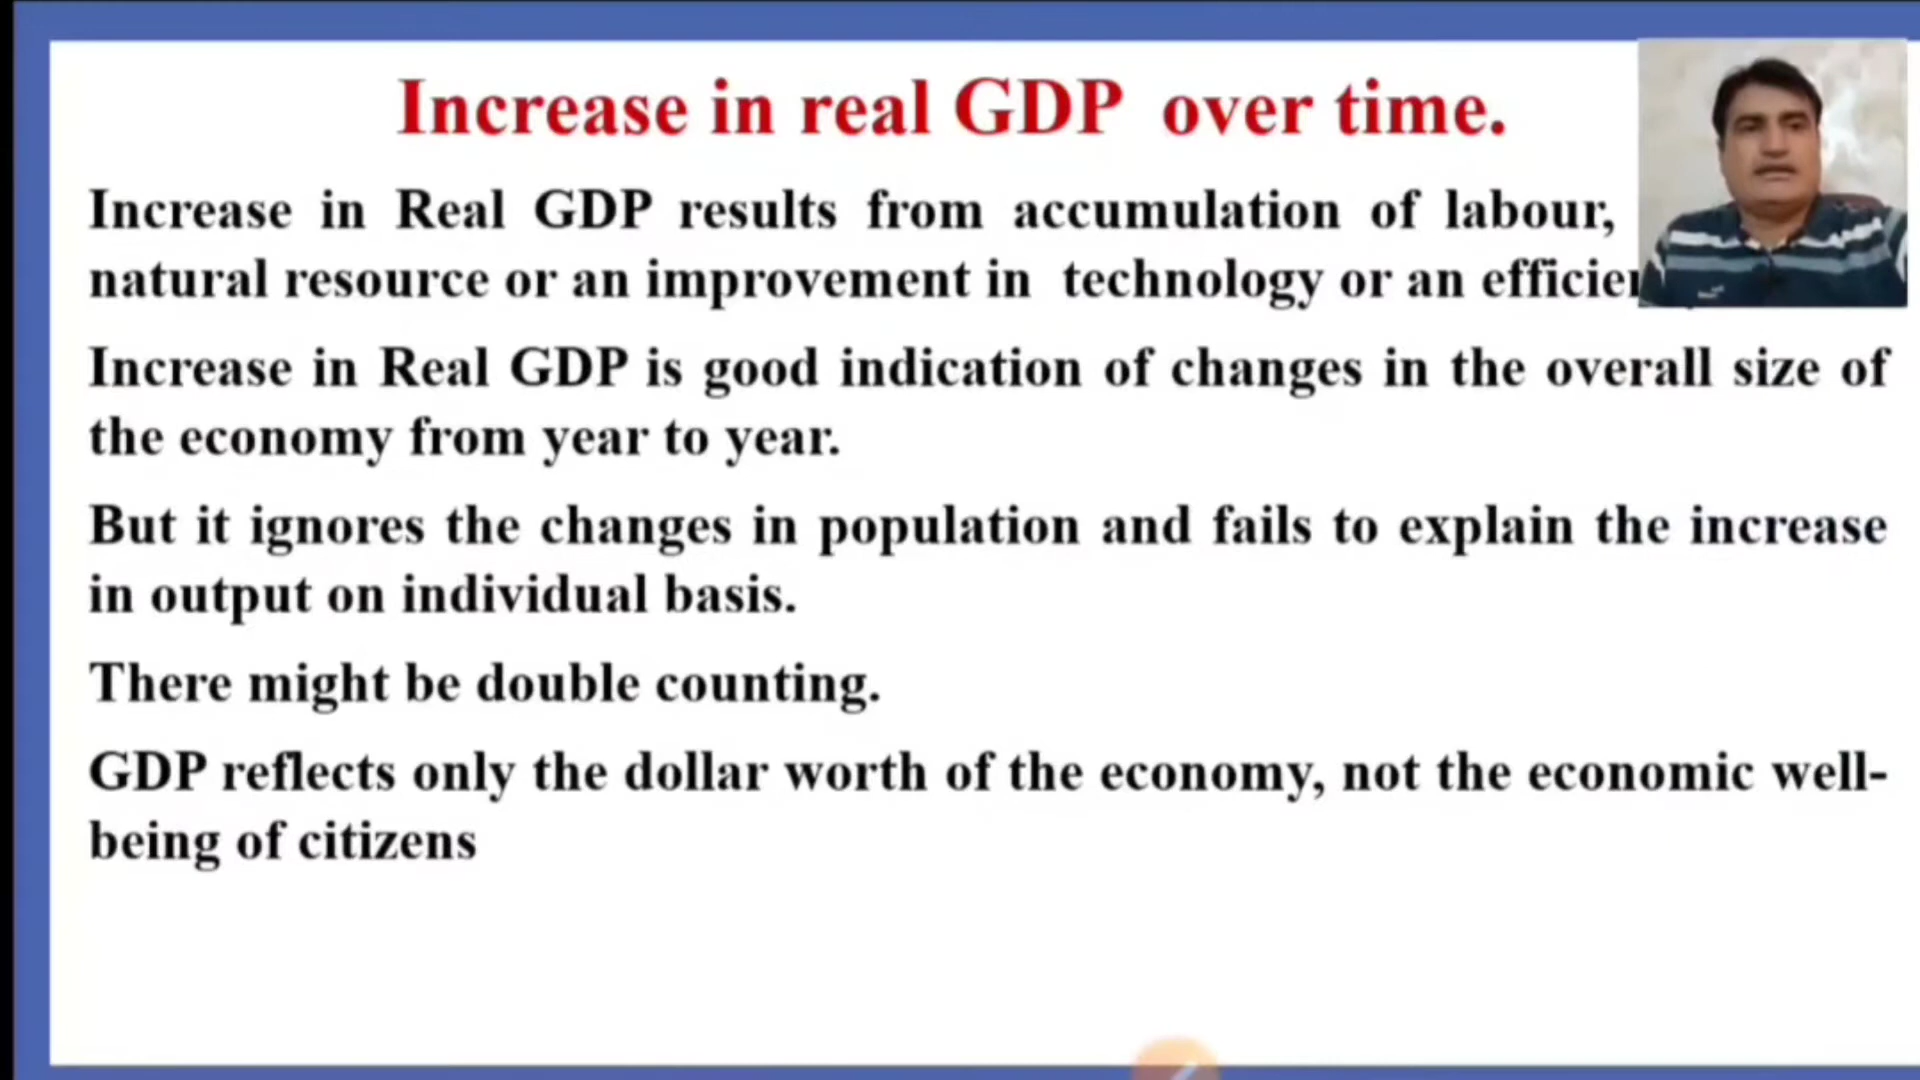 Increase in real GDP over time.
Increase in Real GDP results from accumulation of labour,
natural resource or an improvement in technology or an
Increase in Real GDP is good indication of changes in the overall size of
the economy from year to year.
But it ignores the changes in population and fails to explain the increase
in output on individual basis.
There might be double counting.
GDP reflects only the dollar worth of the economy, not the economic well-
being of citizens